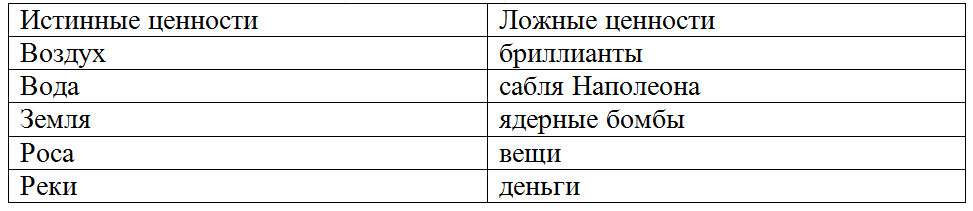 Истинные ценности Ложные ценности
Воздух бриллианты
Вода сабля Наполеона
Земля ядерные бомбы
Роса вещи
Реки деньги